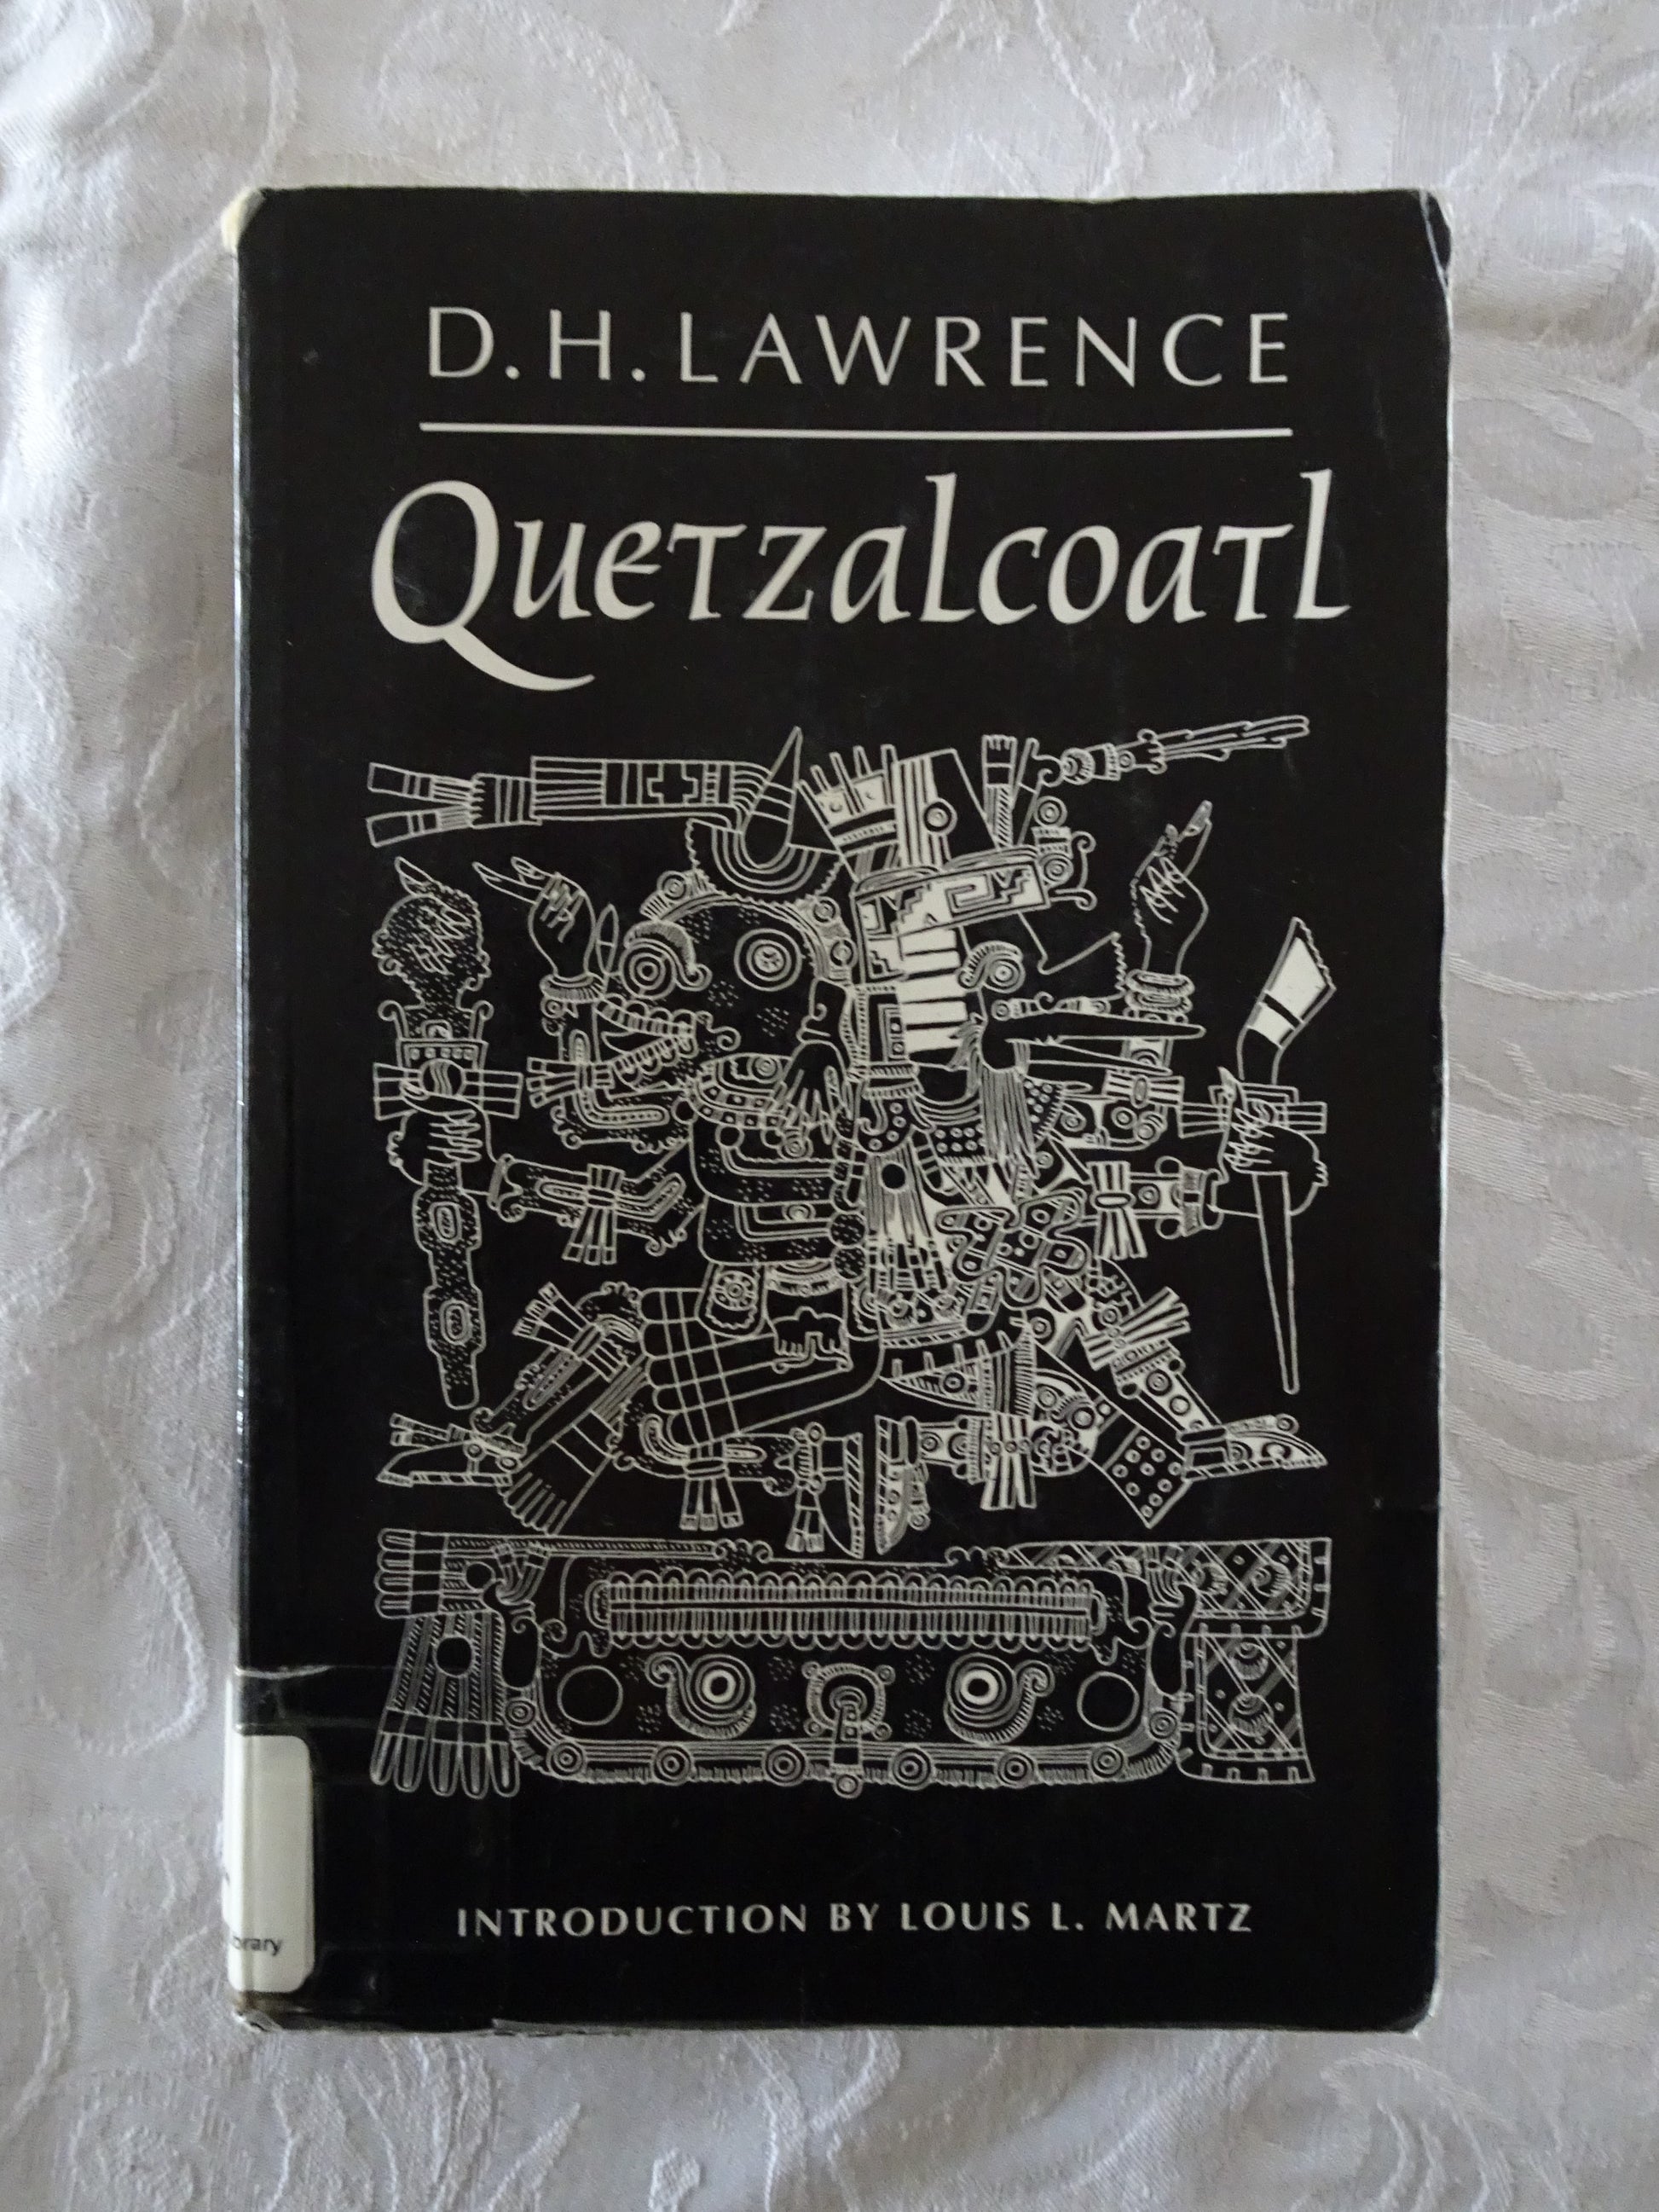 D. H. LAWRENCE
Quetzalcoatl
INTRODUCTION BY LOUIS L. MARTZ